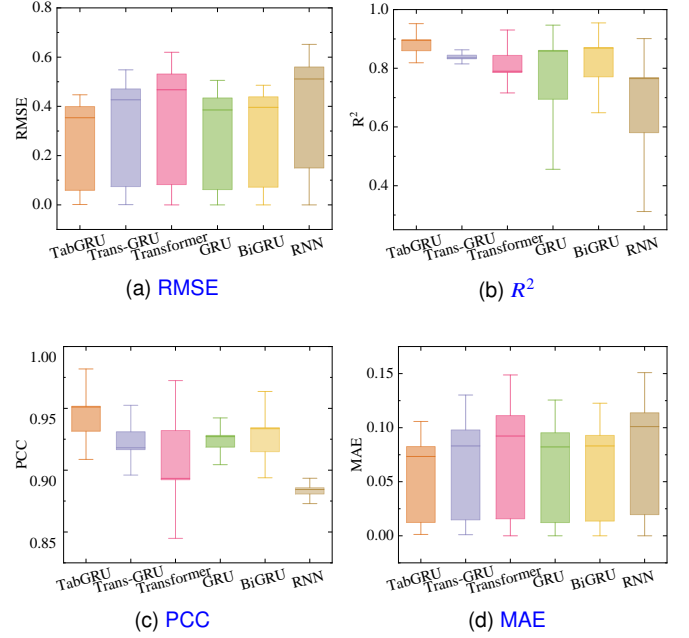 0.8
0.6
0.4
0.2
0.0
RMSE
TabGRU
Trans-GRU
Transformer
GRU
BiGRU
RNN
(a) RMSE
1.0
0.8
0.6
0.4
R²
TabGRU
Trans-GRU
Transformer
GRU
BiGRU
RNN
(b) R²
1.00
0.95
0.90
0.85
PCC
TabGRU
Trans-GRU
Transformer
GRU
BiGRU
RNN
(c) PCC
0.15
0.10
0.05
0.00
MAE
TabGRU
Trans-GRU
Transformer
GRU
BiGRU
RNN
(d) MAE